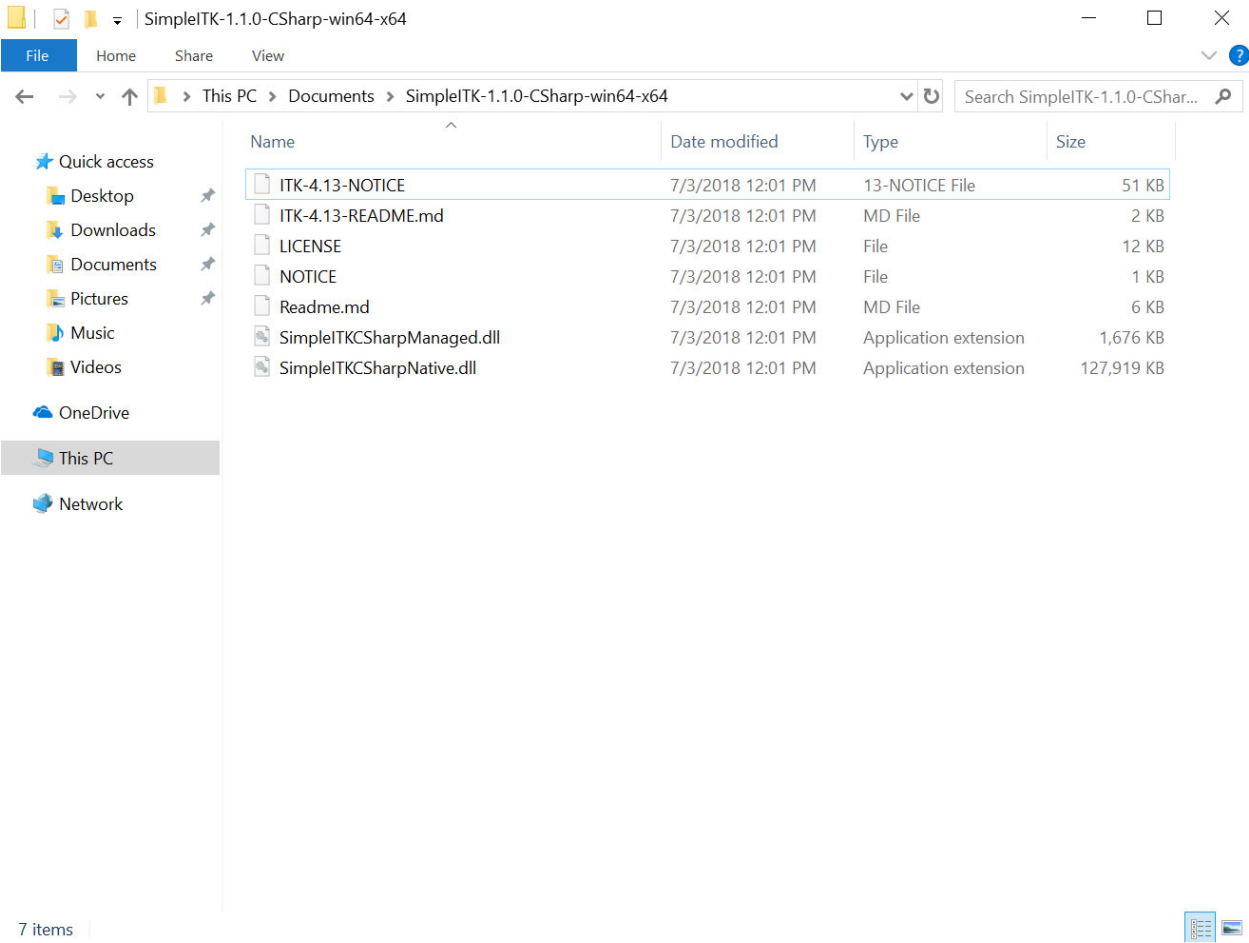 SimpleITK-1.1.0-CSharp-win64-x64
File Home Share View ?
This PC Documents SimpleITK-1.1.0-CSharp-win64-x64 Search SimpleITK-1.1.0-CShar...
Name Date modified Type Size
Quick access
Desktop
Downloads
Documents
Pictures
Music
Videos
OneDrive
This PC
Network
ITK-4.13-NOTICE 7/3/2018 12:01 PM 13-NOTICE File 51 KB
ITK-4.13-README.md 7/3/2018 12:01 PM MD File 2 KB
LICENSE 7/3/2018 12:01 PM File 12 KB
NOTICE 7/3/2018 12:01 PM File 1 KB
Readme.md 7/3/2018 12:01 PM MD File 6 KB
SimpleITKCSharpManaged.dll 7/3/2018 12:01 PM Application extension 1,676 KB
SimpleITKCSharpNative.dll 7/3/2018 12:01 PM Application extension 127,919 KB
7 items